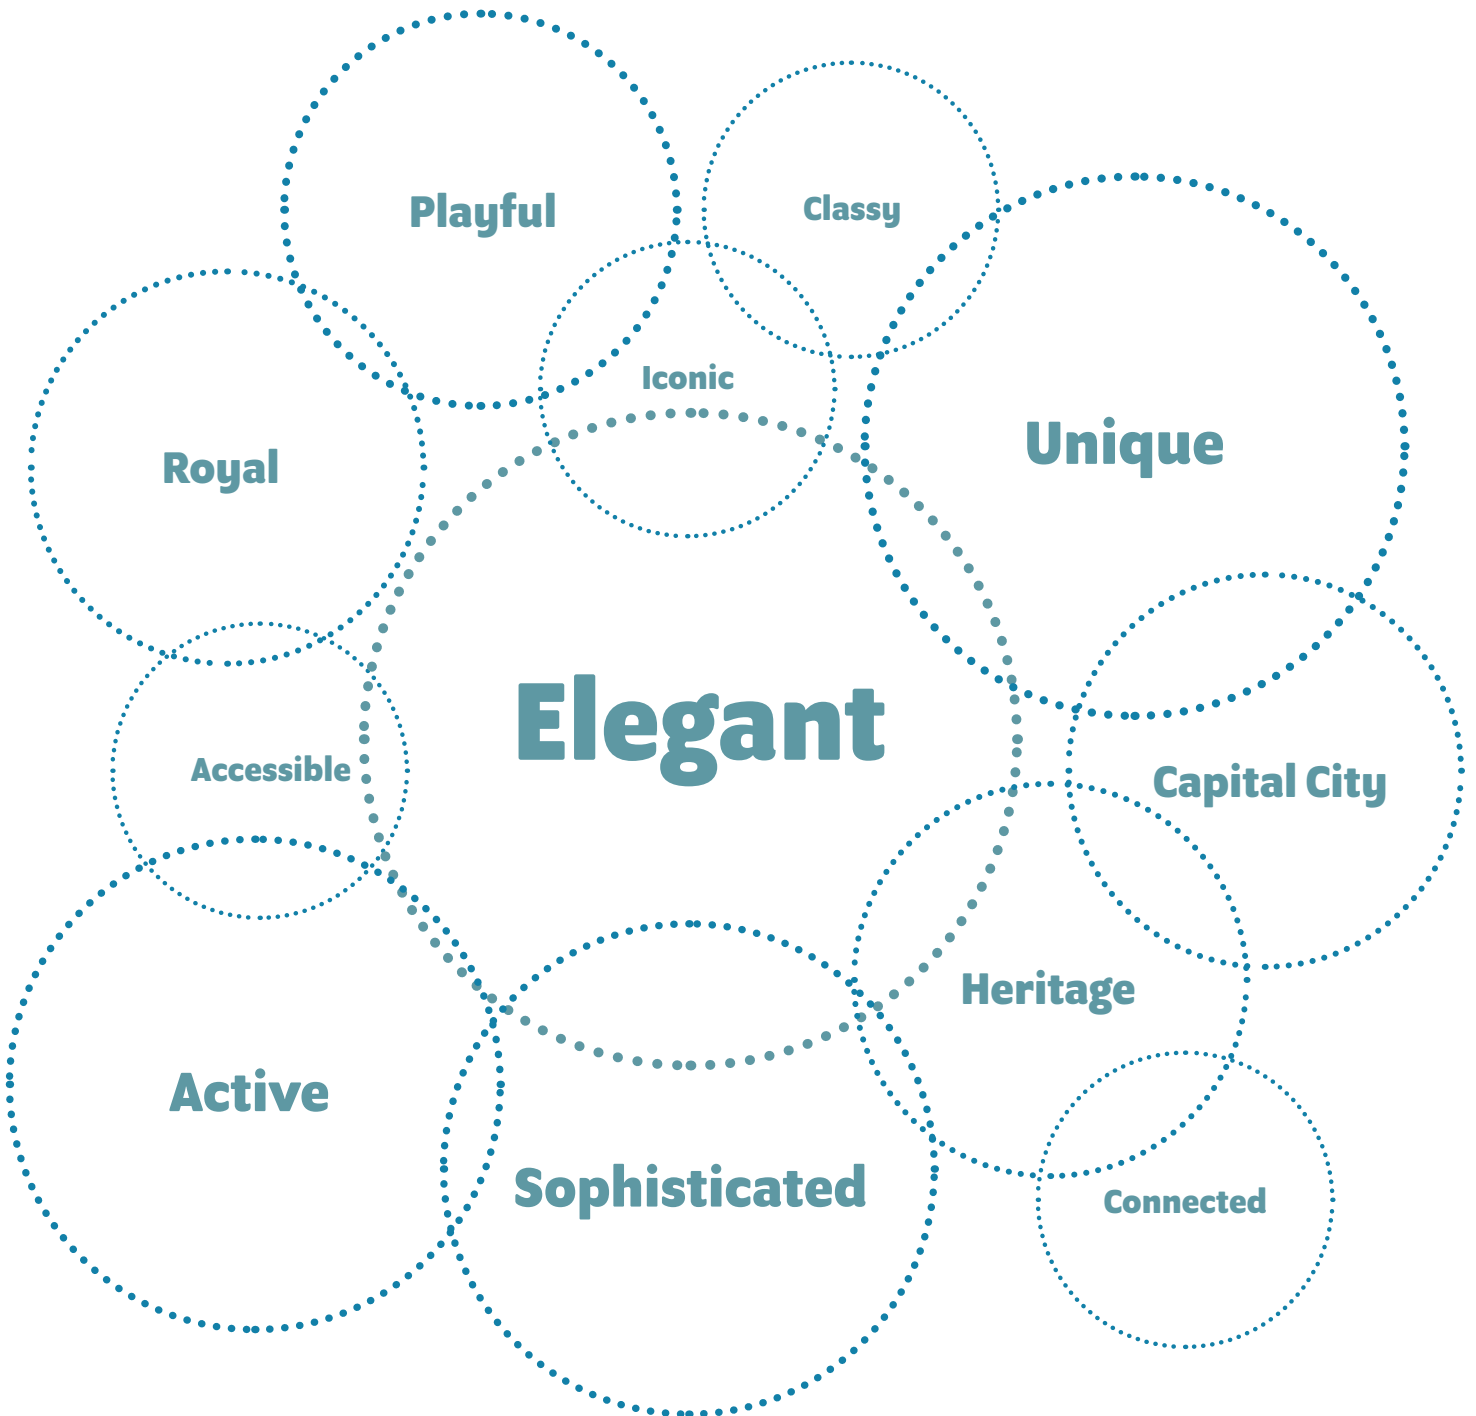 Playful
Classy
Iconic
Unique
Royal
Elegant
Accessible
Capital City
Heritage
Active
Sophisticated
Connected